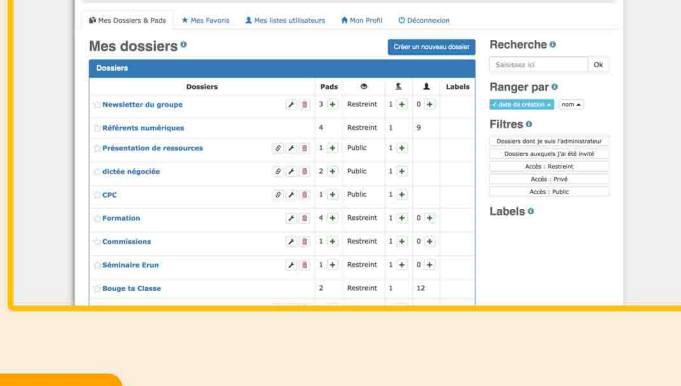 Mes Dossiers & Pads Mes Favoris Mes listes utilisateurs Mon Profil Déconnexion
Mes dossiers
Créer un nouveau dossier
Dossiers
Dossiers Pads Labels
Newsletter du groupe 3 + Restreint 1 + 0 +
Référents numériques 4 Restreint 1 9
Présentation de ressources 1 + Public 1 +
dictée négociée 2 + Public 1 +
CPC 1 + Public 1 +
Formation 4 + Restreint 1 + 0 +
Commissions 1 + Restreint 1 + 0 +
Séminaire Erun 1 + Restreint 1 + 0 +
Bouge ta Classe 2 Restreint 1 12
Recherche
Saisissez ici Ok
Ranger par
date de création nom
Filtres
Dossiers dont je suis l'administrateur
Dossiers auxquels j'ai été invité
Accès : Restreint
Accès : Privé
Accès : Public
Labels